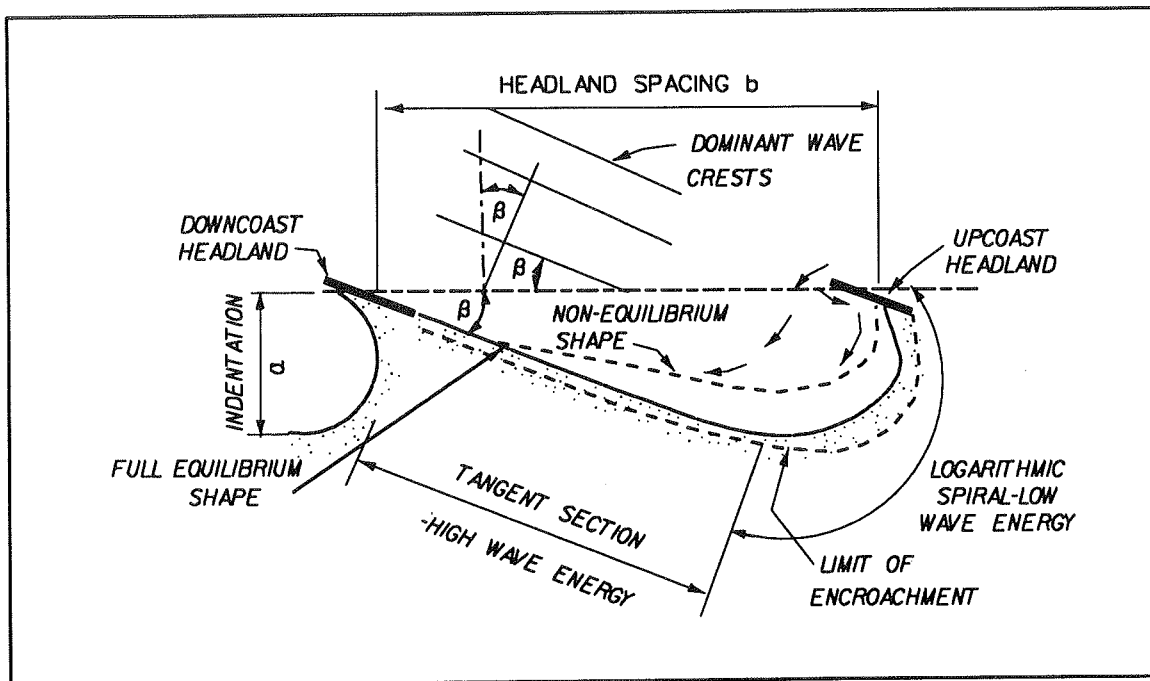 HEADLAND SPACING b
DOMINANT WAVE
CRESTS
β
DOWNCOAST
HEADLAND
UPCOAST
HEADLAND
β
β
NON-EQUILIBRIUM
SHAPE
INDENTATION
a
FULL EQUILIBRIUM
SHAPE
TANGENT SECTION
-HIGH WAVE ENERGY
LOGARITHMIC
SPIRAL-LOW
WAVE ENERGY
LIMIT OF
ENCROACHMENT